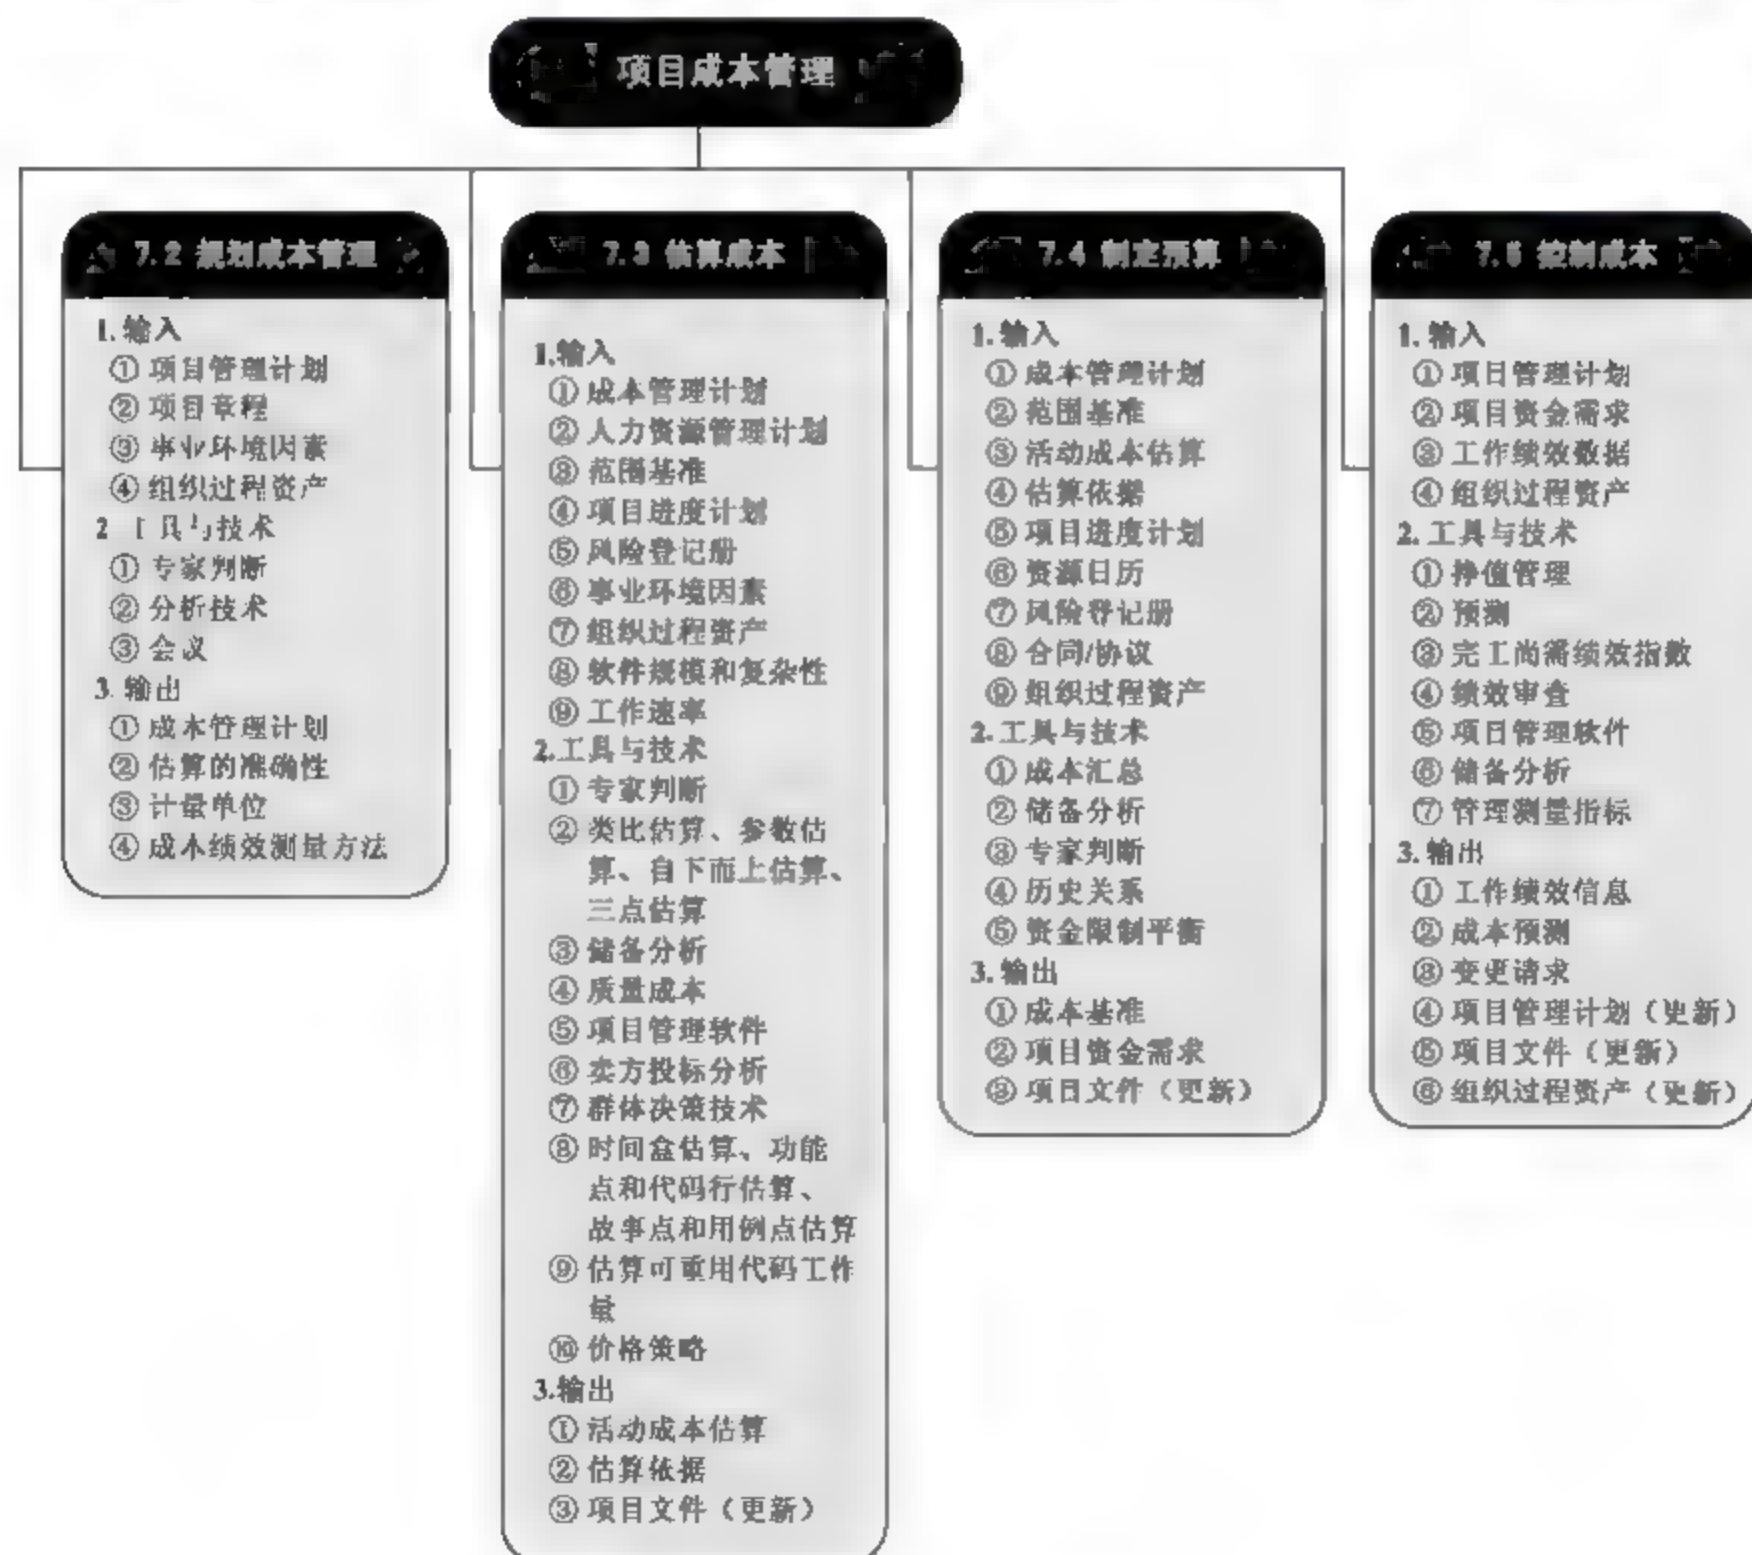 项目成本管理
7.2 规划成本管理
1. 输入
① 项目管理计划
② 项目章程
③ 事业环境因素
④ 组织过程资产
2 工具与技术
① 专家判断
② 分析技术
③ 会议
3. 输出
① 成本管理计划
② 估算的准确性
③ 计量单位
④ 成本绩效测量方法
7.3 估算成本
1.输入
① 成本管理计划
② 人力资源管理计划
③ 范围基准
④ 项目进度计划
⑤ 风险登记册
⑥ 事业环境因素
⑦ 组织过程资产
⑧ 软件规模和复杂性
⑨ 工作速率
2.工具与技术
① 专家判断
② 类比估算、参数估
算、自下而上估算、
三点估算
③ 储备分析
④ 质量成本
⑤ 项目管理软件
⑥ 卖方投标分析
⑦ 群体决策技术
⑧ 时间盒估算、功能
点和代码行估算、
故事点和用例点估算
⑨ 估算可重用代码工作
量
⑩ 价格策略
3.输出
① 活动成本估算
② 估算依据
③ 项目文件（更新）
7.4 制定预算
1. 输入
① 成本管理计划
② 范围基准
③ 活动成本估算
④ 估算依据
⑤ 项目进度计划
⑥ 资源日历
⑦ 风险登记册
⑧ 合同/协议
⑨ 组织过程资产
2. 工具与技术
① 成本汇总
② 储备分析
③ 专家判断
④ 历史关系
⑤ 资金限制平衡
3. 输出
① 成本基准
② 项目资金需求
③ 项目文件（更新）
7.5 控制成本
1. 输入
① 项目管理计划
② 项目资金需求
③ 工作绩效数据
④ 组织过程资产
2. 工具与技术
① 挣值管理
② 预测
③ 完工尚需绩效指数
④ 绩效审查
⑤ 项目管理软件
⑥ 储备分析
⑦ 管理测量指标
3. 输出
① 工作绩效信息
② 成本预测
③ 变更请求
④ 项目管理计划（更新）
⑤ 项目文件（更新）
⑥ 组织过程资产（更新）